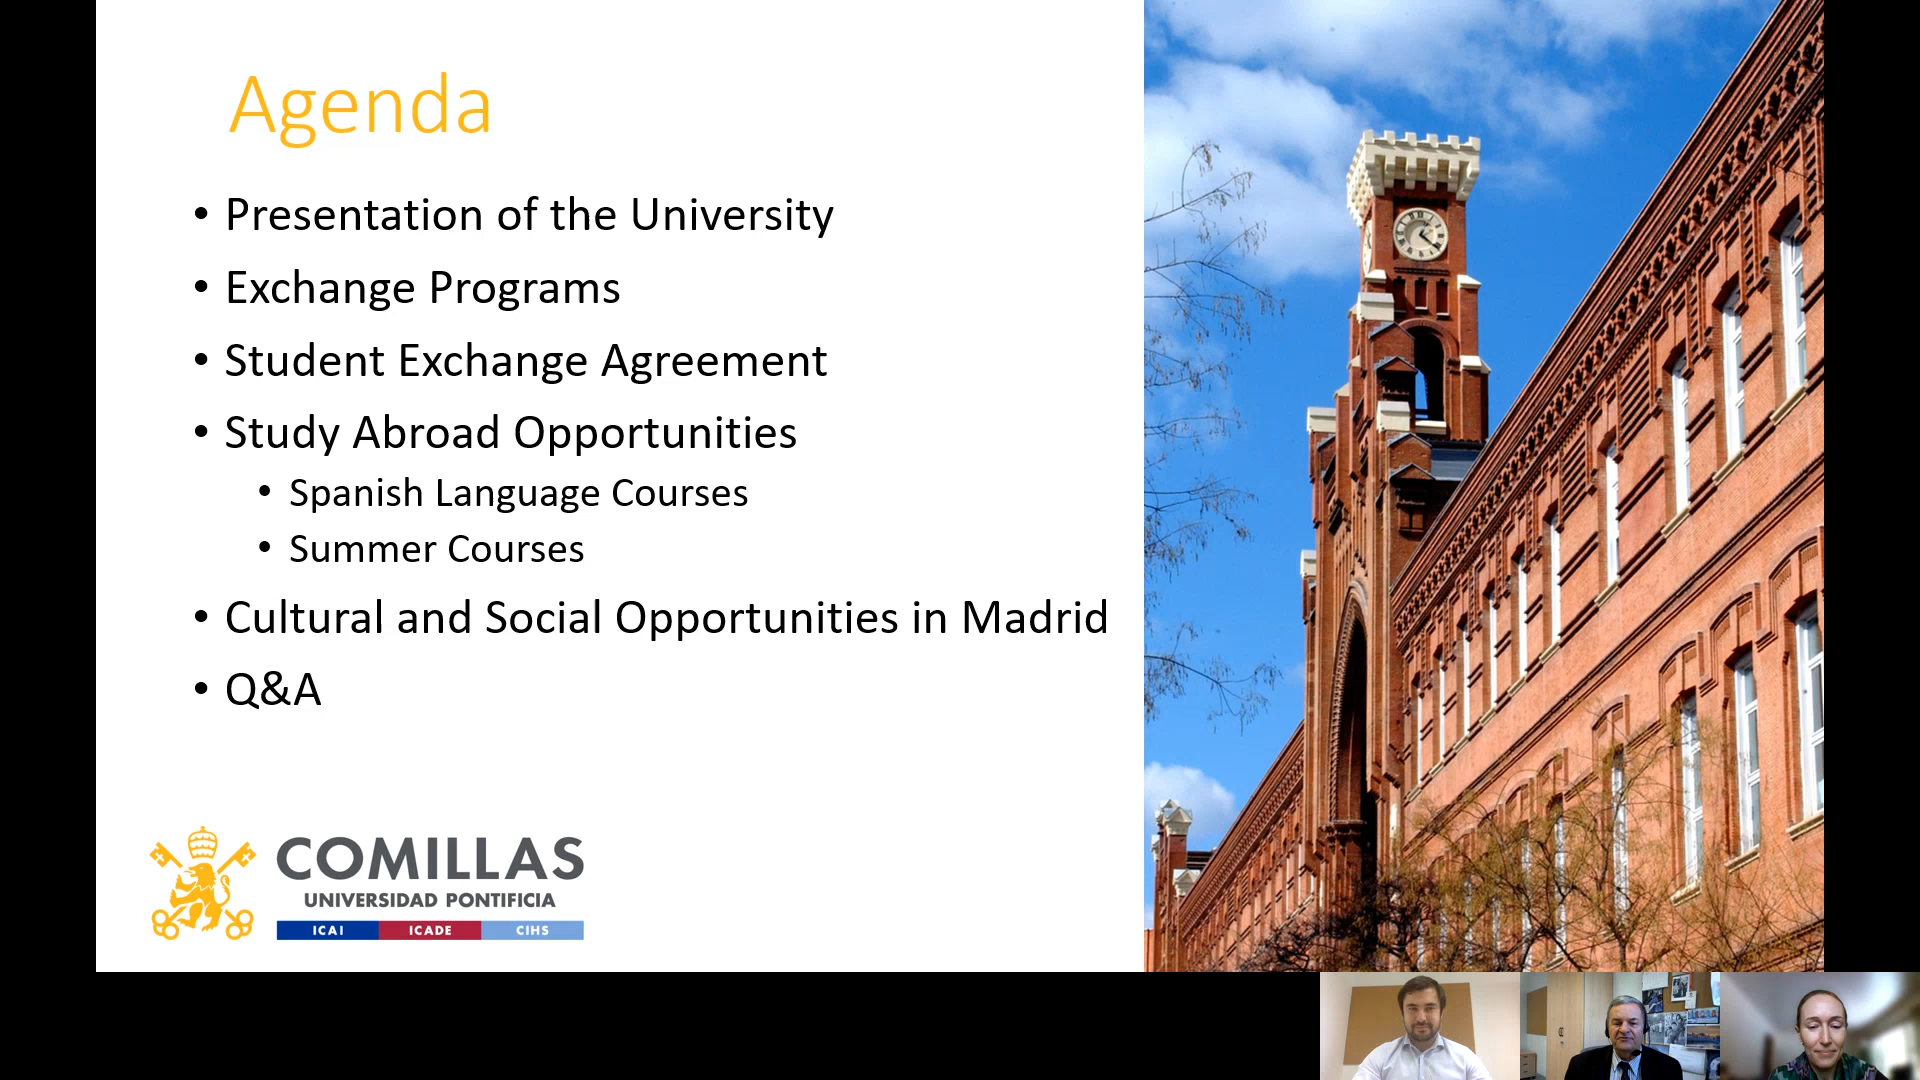 Agenda
• Presentation of the University
• Exchange Programs
• Student Exchange Agreement
• Study Abroad Opportunities
• Spanish Language Courses
• Summer Courses
• Cultural and Social Opportunities in Madrid
• Q&A
COMILLAS
UNIVERSIDAD PONTIFICIA
ICAI ICADE CIHS